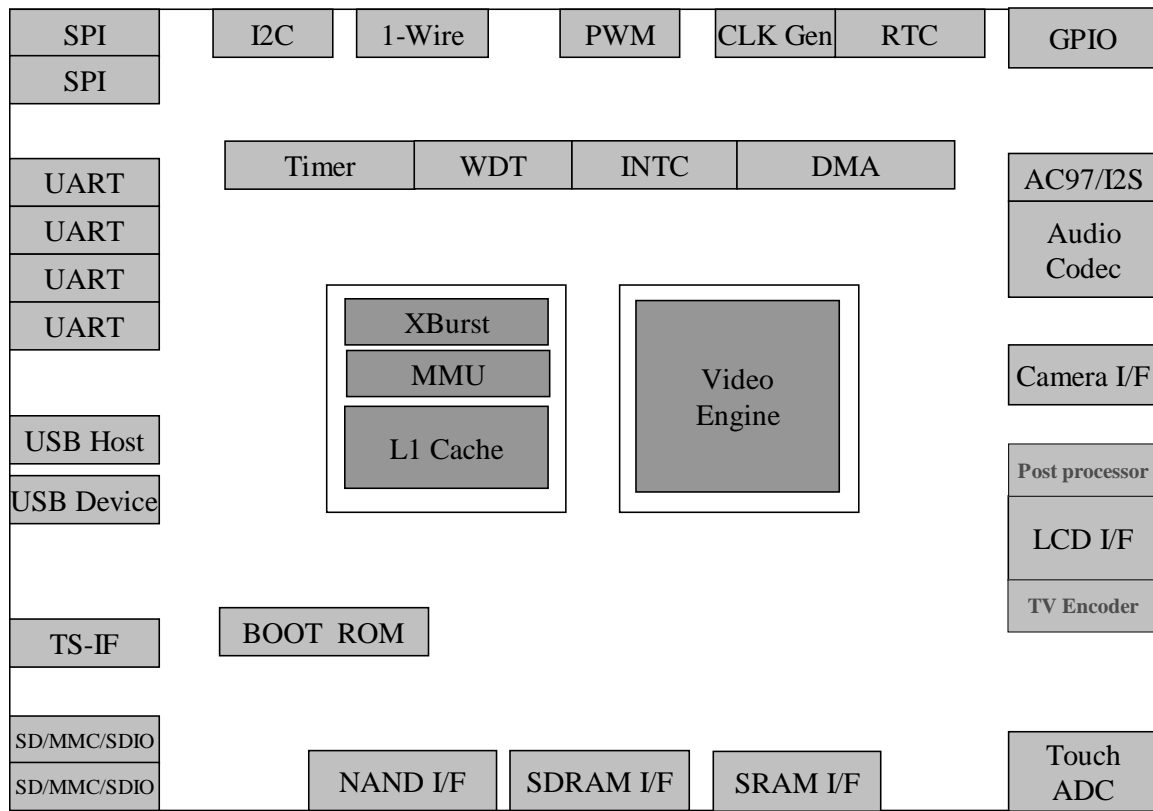 SPI
I2C
1-Wire
PWM
CLK Gen
RTC
GPIO
SPI
Timer
WDT
INTC
DMA
UART
UART
UART
UART
AC97/I2S
Audio
Codec
XBurst
MMU
L1 Cache
Video
Engine
Camera I/F
USB Host
USB Device
Post processor
LCD I/F
TV Encoder
TS-IF
BOOT ROM
SD/MMC/SDIO
SD/MMC/SDIO
NAND I/F
SDRAM I/F
SRAM I/F
Touch
ADC